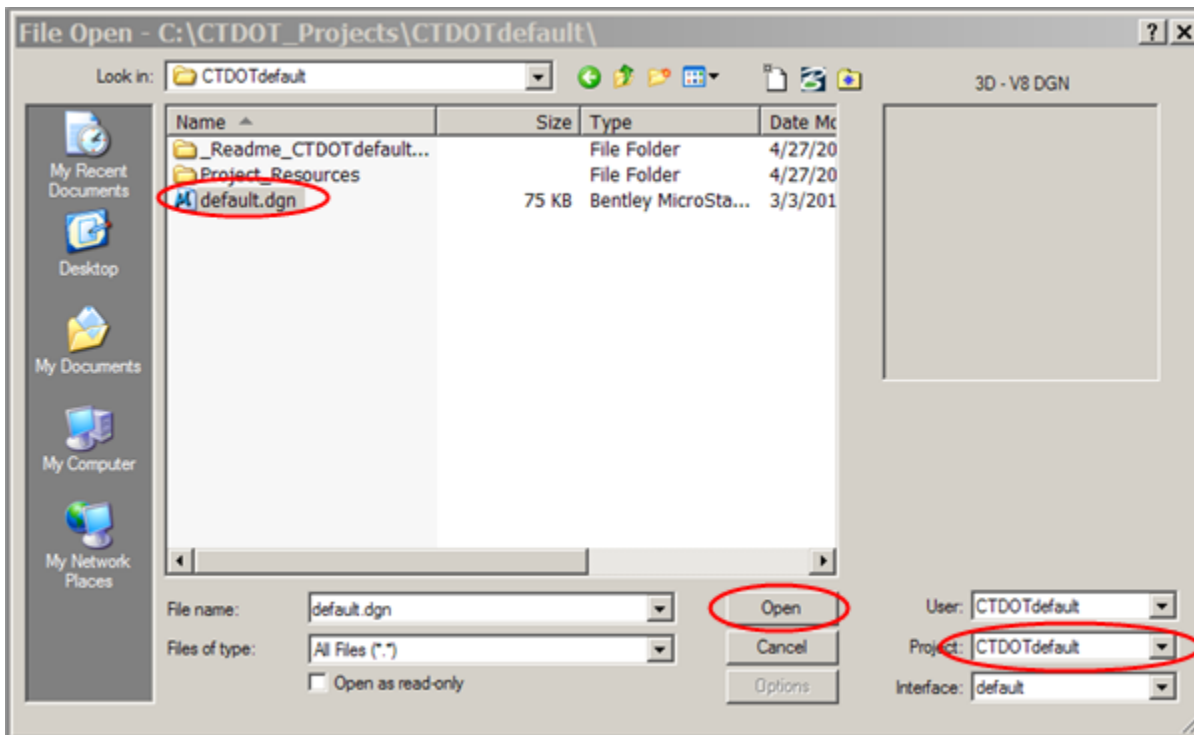 File Open - C:\CTDOT_Projects\CTDOTdefault\
Look in: CTDOTdefault
3D - V8 DGN
Name Size Type Date Mo
_Readme_CTDOTdefault... File Folder 4/27/20
Project_Resources File Folder 4/27/20
default.dgn 75 KB Bentley MicroSta... 3/3/201
My Recent
Documents
Desktop
My Documents
My Computer
My Network
Places
File name: default.dgn Open
Files of type: All Files (*.*) Cancel
Open as read-only Options
User: CTDOTdefault
Project: CTDOTdefault
Interface: default